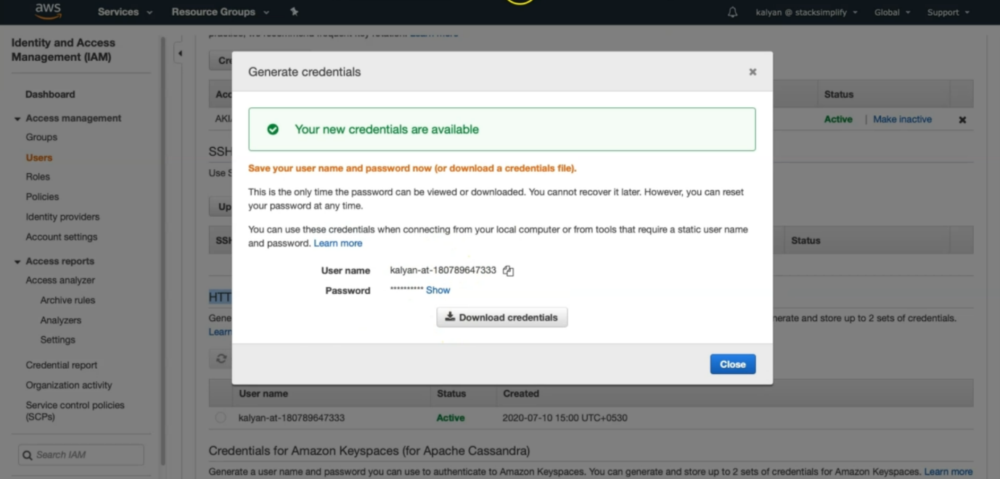 aws
Services
Resource Groups
kalyan @ stacksimplify
Global
Support
Identity and Access
Management (IAM)
Dashboard
Access management
Groups
Users
Roles
Policies
Identity providers
Account settings
Access reports
Access analyzer
Archive rules
Analyzers
Settings
Credential report
Organization activity
Service control policies
(SCPs)
Search IAM
Status
Active | Make inactive
SSH
Use S
Up
SSH
Status
HTT
Gene
nerate and store up to 2 sets of credentials.
Learn
Generate credentials
Your new credentials are available
Save your user name and password now (or download a credentials file).
This is the only time the password can be viewed or downloaded. You cannot recover it later. However, you can reset
your password at any time.
You can use these credentials when connecting from your local computer or from tools that require a static user name
and password. Learn more
User name kalyan-at-180789647333
Password ********** Show
Download credentials
Close
User name Status Created
kalyan-at-180789647333 Active 2020-07-10 15:00 UTC+0530
Credentials for Amazon Keyspaces (for Apache Cassandra)
Generate a user name and password you can use to authenticate to Amazon Keyspaces. You can generate and store up to 2 sets of credentials for Amazon Keyspaces. Learn more